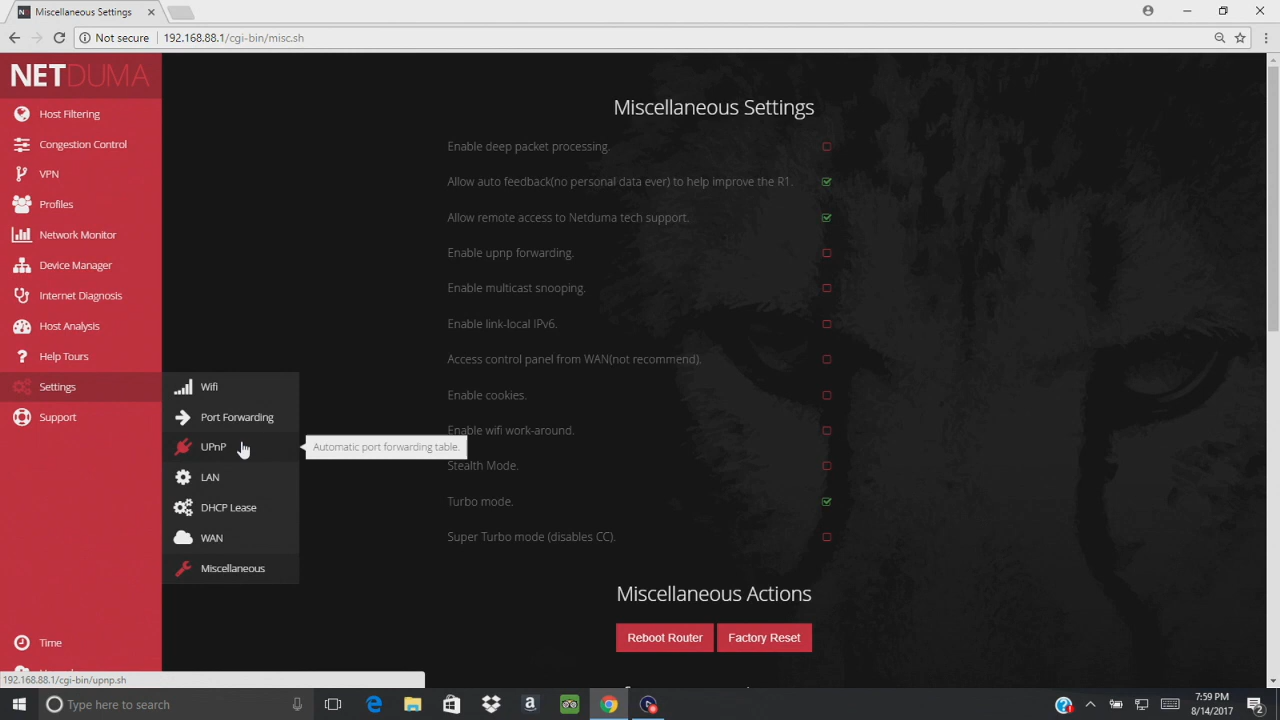 Miscellaneous Settings
Not secure
192.168.88.1/cgi-bin/misc.sh
NETDUMA
Host Filtering
Congestion Control
VPN
Profiles
Network Monitor
Device Manager
Internet Diagnosis
Host Analysis
Help Tours
Settings
Support
Time
Wifi
Port Forwarding
UPnP
LAN
DHCP Lease
WAN
Miscellaneous
Automatic port forwarding table.
Miscellaneous Settings
Enable deep packet processing.
Allow auto feedback(no personal data ever) to help improve the R1.
Allow remote access to Netduma tech support.
Enable upnp forwarding.
Enable multicast snooping.
Enable link-local IPv6.
Access control panel from WAN(not recommend).
Enable cookies.
Enable wifi work-around.
Stealth Mode.
Turbo mode.
Super Turbo mode (disables CC).
Miscellaneous Actions
Reboot Router
Factory Reset
192.168.88.1/cgi-bin/upnp.sh
Type here to search
7:59 PM
8/14/2017